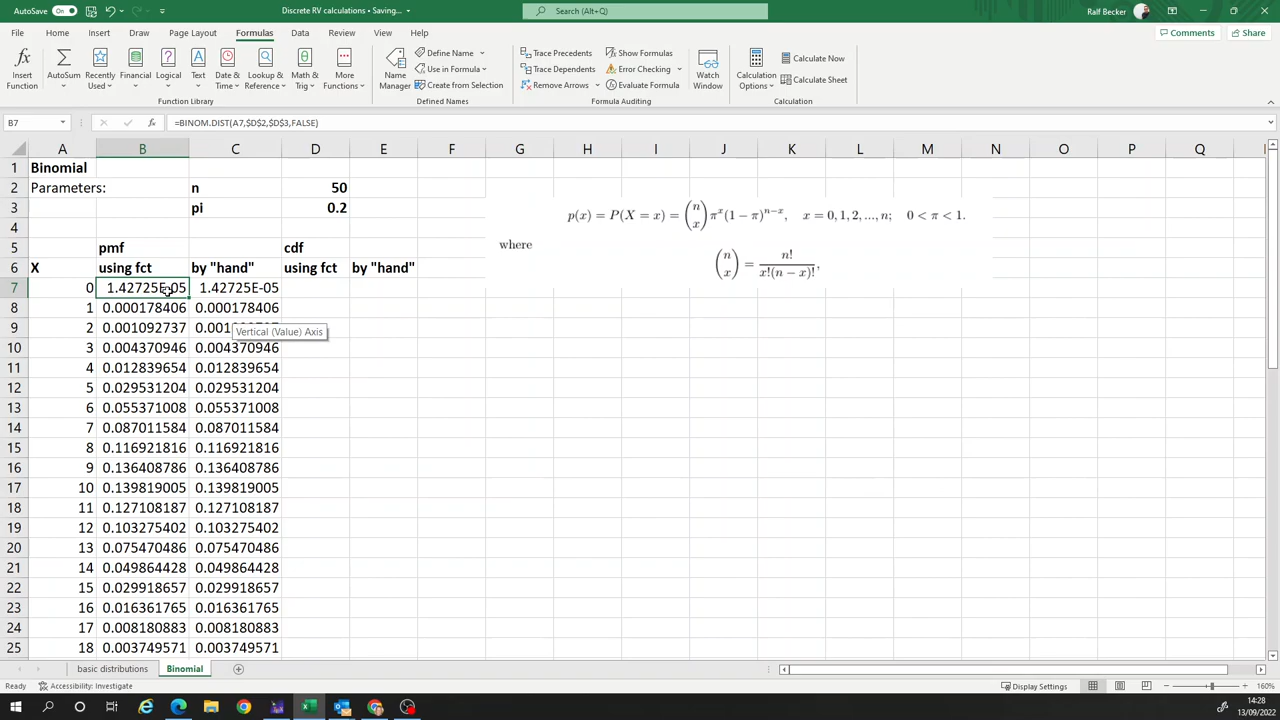 AutoSave On Discrete RV calculations • Saving... Search (Alt+Q) Ralf Becker
File Home Insert Draw Page Layout Formulas Data Review View Help Comments Share
Insert Function AutoSum Recently Used Financial Logical Text Date & Time Lookup & Reference Math & Trig More Functions Name Manager Define Name Use in Formula Create from Selection Trace Precedents Trace Dependents Remove Arrows Show Formulas Error Checking Evaluate Formula Watch Window Calculation Options Calculate Now Calculate Sheet
Function Library Defined Names Formula Auditing Calculation
B7 fx =BINOM.DIST(A7,$D$2,$D$3,FALSE)
A B C D E F G H I J K L M N O P Q
1 Binomial
2 Parameters: n 50
3 pi 0.2
p(x) = P(X = x) = (n x) π^x (1 − π)^{n−x}, x = 0, 1, 2, ..., n; 0 < π < 1.
4
where
5 pmf cdf
(n x) = n! / x!(n − x)!,
6 X using fct by "hand" using fct by "hand"
7 0 1.42725E-05 1.42725E-05
8 1 0.000178406 0.000178406
9 2 0.001092737 0.001
Vertical (Value) Axis
10 3 0.004370946 0.004370946
11 4 0.012839654 0.012839654
12 5 0.029531204 0.029531204
13 6 0.055371008 0.055371008
14 7 0.087011584 0.087011584
15 8 0.116921816 0.116921816
16 9 0.136408786 0.136408786
17 10 0.139819005 0.139819005
18 11 0.127108187 0.127108187
19 12 0.103275402 0.103275402
20 13 0.075470486 0.075470486
21 14 0.049864428 0.049864428
22 15 0.029918657 0.029918657
23 16 0.016361765 0.016361765
24 17 0.008180883 0.008180883
25 18 0.003749571 0.003749571
basic distributions Binomial
Ready Accessibility: Investigate Display Settings 160%
14:28
13/09/2022